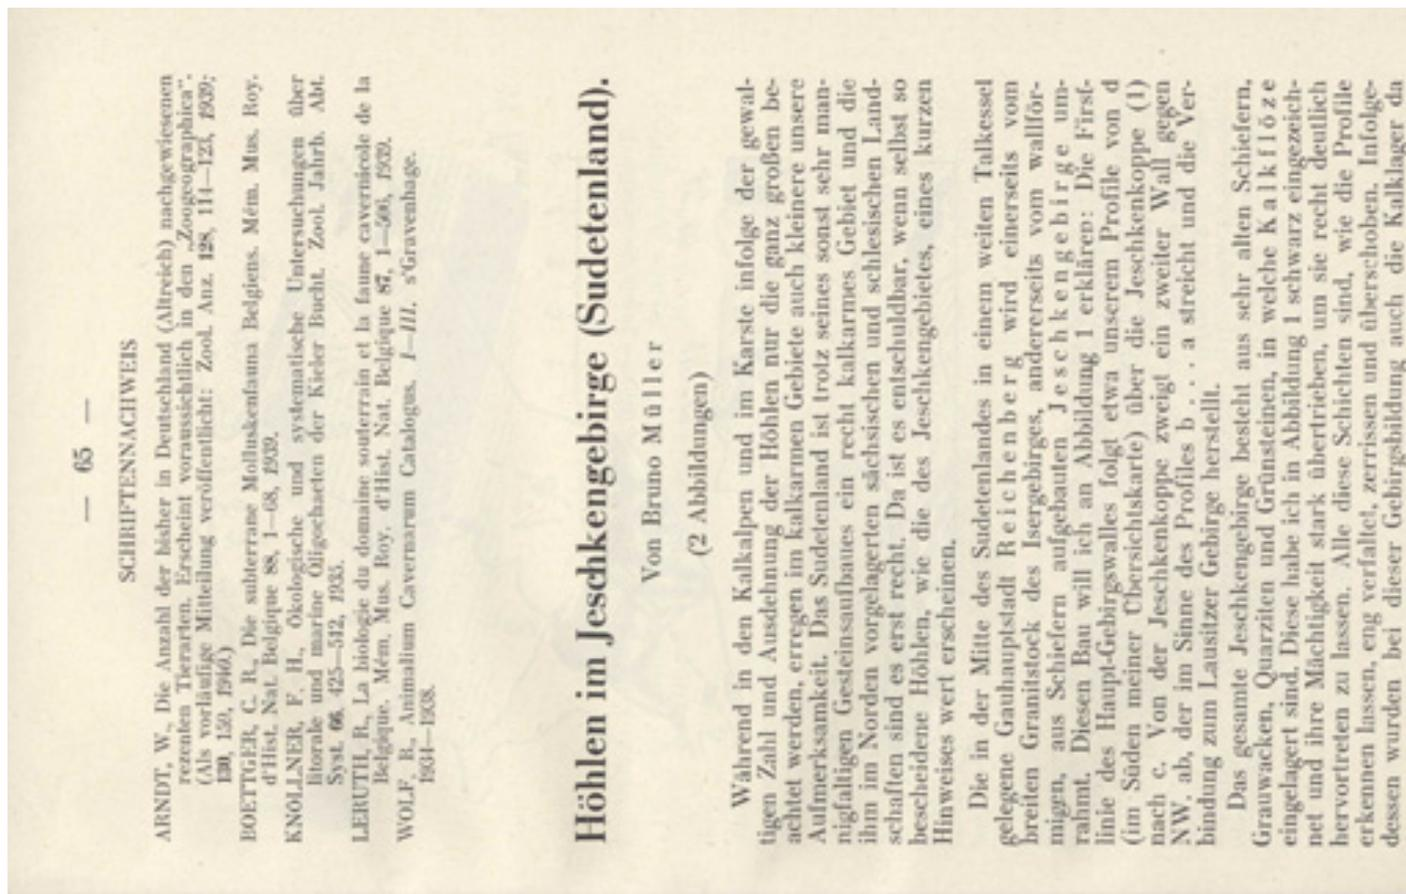 — 65 —
SCHRIFTENNACHWEIS
ARNDT, W., Die Anzahl der bisher in Deutschland (Altreich) nachgewiesenen
rezenten Tierarten. Erscheint voraussichtlich in den „Zoogeographica".
(Als vorläufige Mitteilung veröffentlicht: Zool. Anz. 128, 114—123, 1939;
130, 159, 1940.)
BOETTGER, C. R., Die subterrane Molluskenfauna Belgiens. Mém. Mus. Roy.
d'Hist. Nat. Belgique 88, 1—68, 1939.
KNÖLLNER, F. H., Ökologische und systematische Untersuchungen über
litorale und marine Oligochaeten der Kieler Bucht. Zool. Jahrb. Abt.
Syst. 66, 425—512, 1935.
LERUTH, R., La biologie du domaine souterrain et la faune cavernicole de la
Belgique. Mém. Mus. Roy. d'Hist. Nat. Belgique 87, 1—506, 1939.
WOLF, B., Animalium Cavernarum Catalogus. I—III. s'Gravenhage.
1934—1938.
Höhlen in Jeschkengebirge (Sudetenland).
Von Bruno Müller
(2 Abbildungen)
Während in den Kalkalpen und im Karste infolge der gewal-
tigen Zahl und Ausdehnung der Höhlen nur die ganz großen be-
achtet werden, erregen im kalkarmen Gebiete auch kleinere unsere
Aufmerksamkeit. Das Sudetenland ist trotz seines sonst sehr man-
nigfaltigen Gesteinsaufbaues ein recht kalkarmes Gebiet und die
ihm im Norden vorgelagerten sächsischen und schlesischen Land-
schaften sind es erst recht. Da ist es entschuldbar, wenn selbst so
bescheidene Höhlen, wie die des Jeschkengebietes, eines kurzen
Hinweises wert erscheinen.
Die in der Mitte des Sudetenlandes in einem weiten Talkessel
gelegene Gauhauptstadt Reichenberg wird einerseits vom
breiten Granitstock des Isergebirges, andererseits vom wallför-
migen, aus Schiefern aufgebauten Jeschkengebirge um-
rahmt. Diesen Bau will ich an Abbildung 1 erklären: Die First-
linie des Haupt-Gebirgswalles folgt etwa unserem Profile von d
(im Süden meiner Übersichtskarte) über die Jeschkenkoppe (1)
nach c. Von der Jeschkenkoppe zweigt ein zweiter Wall gegen
NW. ab, der im Sinne des Profiles b . . . a streicht und die Ver-
bindung zum Lausitzer Gebirge herstellt.
Das gesamte Jeschkengebirge besteht aus sehr alten Schiefern,
Grauwacken, Quarziten und Grünsteinen, in welche Kalkflöze
eingelagert sind. Diese habe ich in Abbildung 1 schwarz eingezeich-
net und ihre Mächtigkeit stark übertrieben, um sie recht deutlich
hervortreten zu lassen. Alle diese Schichten sind, wie die Profile
erkennen lassen, eng verfaltet, zerrissen und überschoben. Infolge-
dessen wurden bei dieser Gebirgsbildung auch die Kalklager da